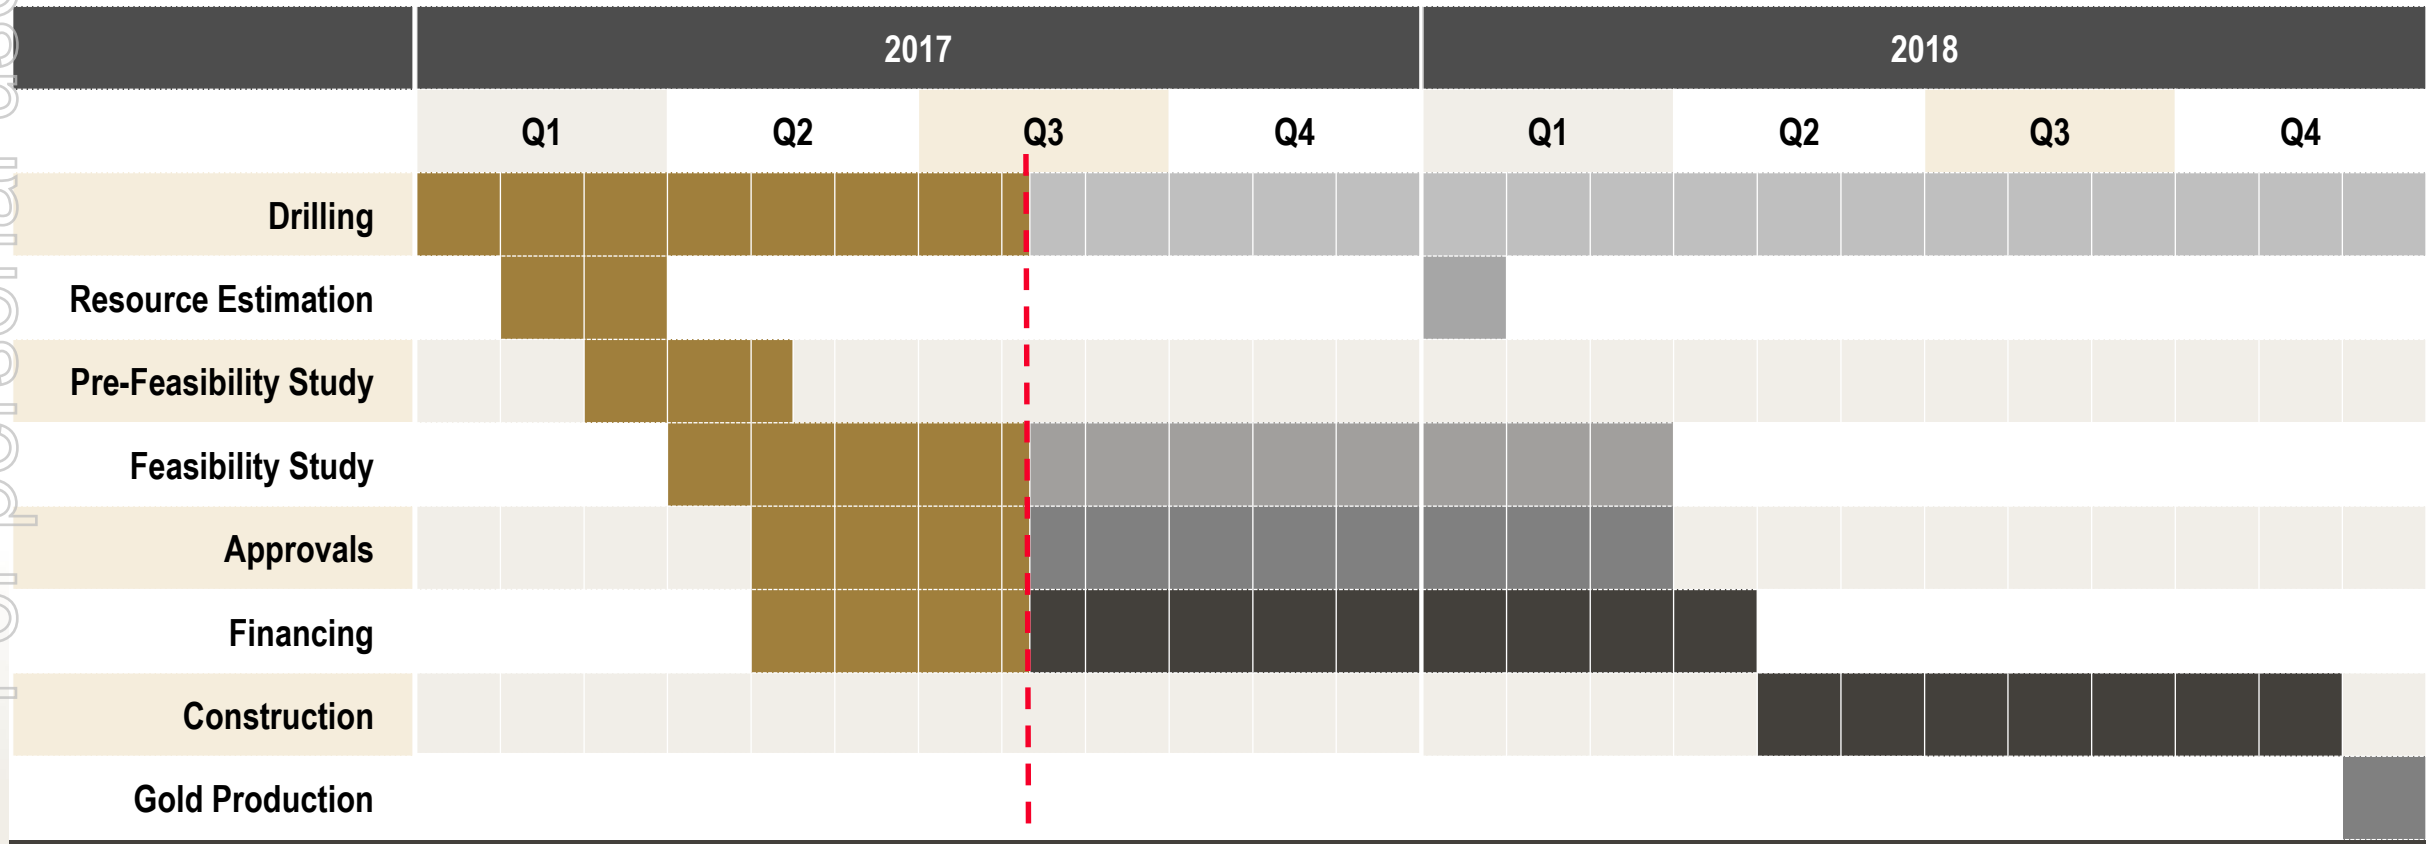 2017 2018
Q1 Q2 Q3 Q4 Q1 Q2 Q3 Q4
Drilling
Resource Estimation
Pre-Feasibility Study
Feasibility Study
Approvals
Financing
Construction
Gold Production